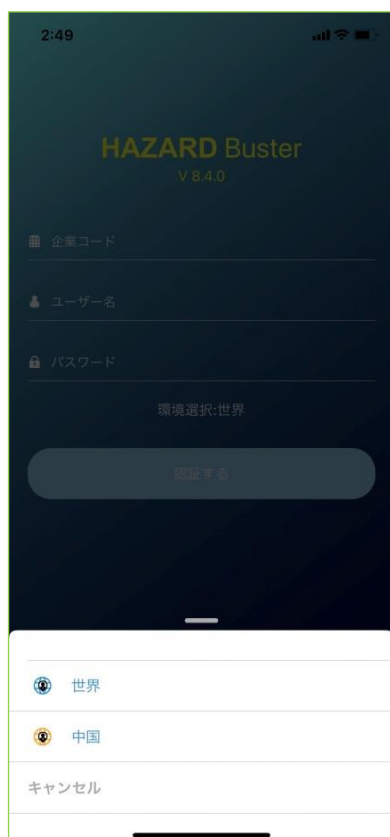 2:49
HAZARD Buster
V 8.4.0
企業コード
ユーザー名
パスワード
環境選択:世界
認証する
世界
中国
キャンセル